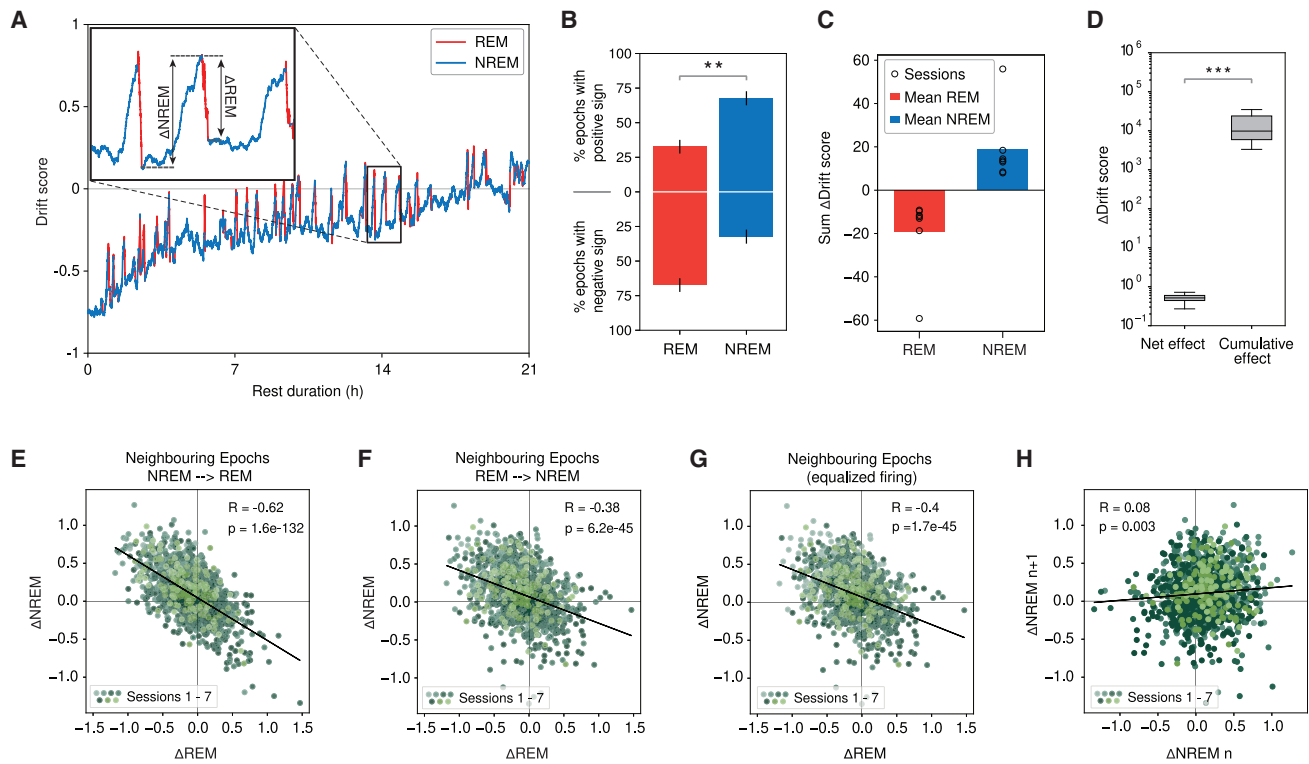 A
1
0.5
0
-0.5
-1
Drift score
0
7
14
21
Rest duration (h)
REM
NREM
ΔNREM
ΔREM
B
**
100
75
50
25
0
25
50
75
100
% epochs with
positive sign
% epochs with
negative sign
REM
NREM
C
Sessions
Mean REM
Mean NREM
60
40
20
0
−20
−40
−60
Sum ΔDrift score
REM
NREM
D
***
10^6
10^5
10^4
10^3
10^2
10^1
10^0
10^−1
ΔDrift score
Net effect
Cumulative
effect
E
Neighbouring Epochs
NREM --> REM
R = -0.62
p = 1.6e-132
1.0
0.5
0.0
-0.5
-1.0
ΔNREM
Sessions 1 - 7
−1.5
-1.0
-0.5
0.0
0.5
1.0
1.5
ΔREM
F
Neighbouring Epochs
REM --> NREM
R = -0.38
p = 6.2e-45
1.0
0.5
0.0
-0.5
-1.0
ΔNREM
Sessions 1 - 7
−1.5
-1.0
-0.5
0.0
0.5
1.0
1.5
ΔREM
G
Neighbouring Epochs
(equalized firing)
R = -0.4
p =1.7e-45
1.0
0.5
0.0
-0.5
-1.0
ΔNREM
Sessions 1 - 7
−1.5
-1.0
-0.5
0.0
0.5
1.0
1.5
ΔREM
H
R = 0.08
p = 0.003
1.0
0.5
0.0
-0.5
-1.0
ΔNREM n+1
Sessions 1 - 7
-1.0
-0.5
0.0
0.5
1.0
ΔNREM n